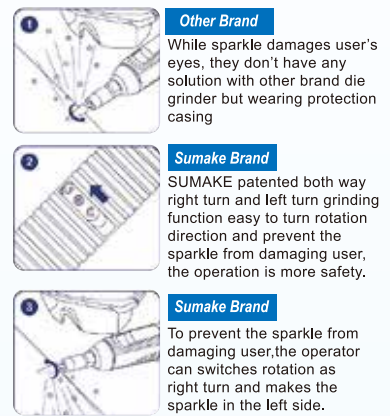 1
Other Brand
While sparkle damages user's
eyes, they don't have any
solution with other brand die
grinder but wearing protection
casing
2
Sumake Brand
SUMAKE patented both way
right turn and left turn grinding
function easy to turn rotation
direction and prevent the
sparkle from damaging user,
the operation is more safety.
3
Sumake Brand
To prevent the sparkle from
damaging user,the operator
can switches rotation as
right turn and makes the
sparkle in the left side.